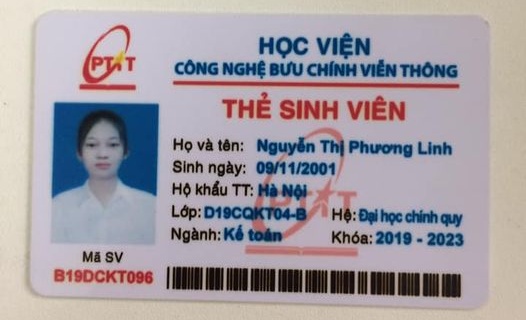 PTIT
HỌC VIỆN
CÔNG NGHỆ BƯU CHÍNH VIỄN THÔNG
THẺ SINH VIÊN
Họ và tên: Nguyễn Thị Phương Linh
Sinh ngày: 09/11/2001
Hộ khẩu TT: Hà Nội
Lớp: D19CQKT04-B Hệ: Đại học chính quy
Ngành: Kế toán Khóa: 2019 - 2023
PTIT
Mã SV
B19DCKT096